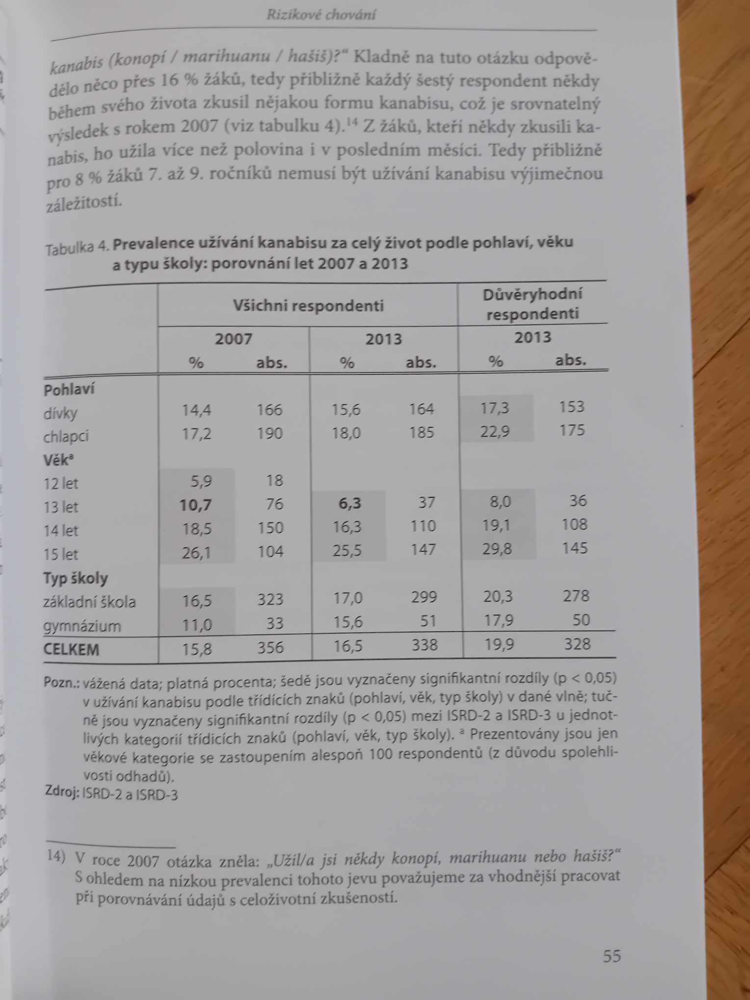 Rizikové chování
kanabis (konopí / marihuanu / hašiš)?“ Kladně na tuto otázku odpově-
dělo něco přes 16 % žáků, tedy přibližně každý šestý respondent někdy
během svého života zkusil nějakou formu kanabisu, což je srovnatelný
výsledek s rokem 2007 (viz tabulku 4).14 Z žáků, kteří někdy zkusili ka-
nabis, ho užila více než polovina i v posledním měsíci. Tedy přibližně
pro 8 % žáků 7. až 9. ročníků nemusí být užívání kanabisu výjimečnou
záležitostí.
Tabulka 4. Prevalence užívání kanabisu za celý život podle pohlaví, věku
a typu školy: porovnání let 2007 a 2013
Všichni respondenti Důvěryhodní respondenti
2007 2013 2013
% abs. % abs. % abs.
Pohlaví
dívky 14,4 166 15,6 164 17,3 153
chlapci 17,2 190 18,0 185 22,9 175
Věkª
12 let 5,9 18
13 let 10,7 76 6,3 37 8,0 36
14 let 18,5 150 16,3 110 19,1 108
15 let 26,1 104 25,5 147 29,8 145
Typ školy
základní škola 16,5 323 17,0 299 20,3 278
gymnázium 11,0 33 15,6 51 17,9 50
CELKEM 15,8 356 16,5 338 19,9 328
Pozn.: vážená data; platná procenta; šedě jsou vyznačeny signifikantní rozdíly (p < 0,05)
v užívání kanabisu podle třídících znaků (pohlaví, věk, typ školy) v dané vlně; tuč-
ně jsou vyznačeny signifikantní rozdíly (p < 0,05) mezi ISRD-2 a ISRD-3 u jednot-
livých kategorií třídicích znaků (pohlaví, věk, typ školy). ª Prezentovány jsou jen
věkové kategorie se zastoupením alespoň 100 respondentů (z důvodu spolehli-
vosti odhadů).
Zdroj: ISRD-2 a ISRD-3
14) V roce 2007 otázka zněla: „Užil/a jsi někdy konopí, marihuanu nebo hašiš?“
S ohledem na nízkou prevalenci tohoto jevu považujeme za vhodnější pracovat
při porovnávání údajů s celoživotní zkušeností.
55